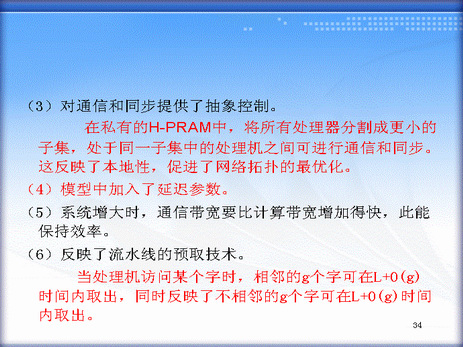 （3）对通信和同步提供了抽象控制。
在私有的H-PRAM中，将所有处理器分割成更小的
子集，处于同一子集中的处理机之间可进行通信和同步。
这反映了本地性，促进了网络拓扑的最优化。
（4）模型中加入了延迟参数。
（5）系统增大时，通信带宽要比计算带宽增加得快，此能
保持效率。
（6）反映了流水线的预取技术。
当处理机访问某个字时，相邻的g个字可在L+0(g)
时间内取出，同时反映了不相邻的g个字可在L+0(g)时间
内取出。
34